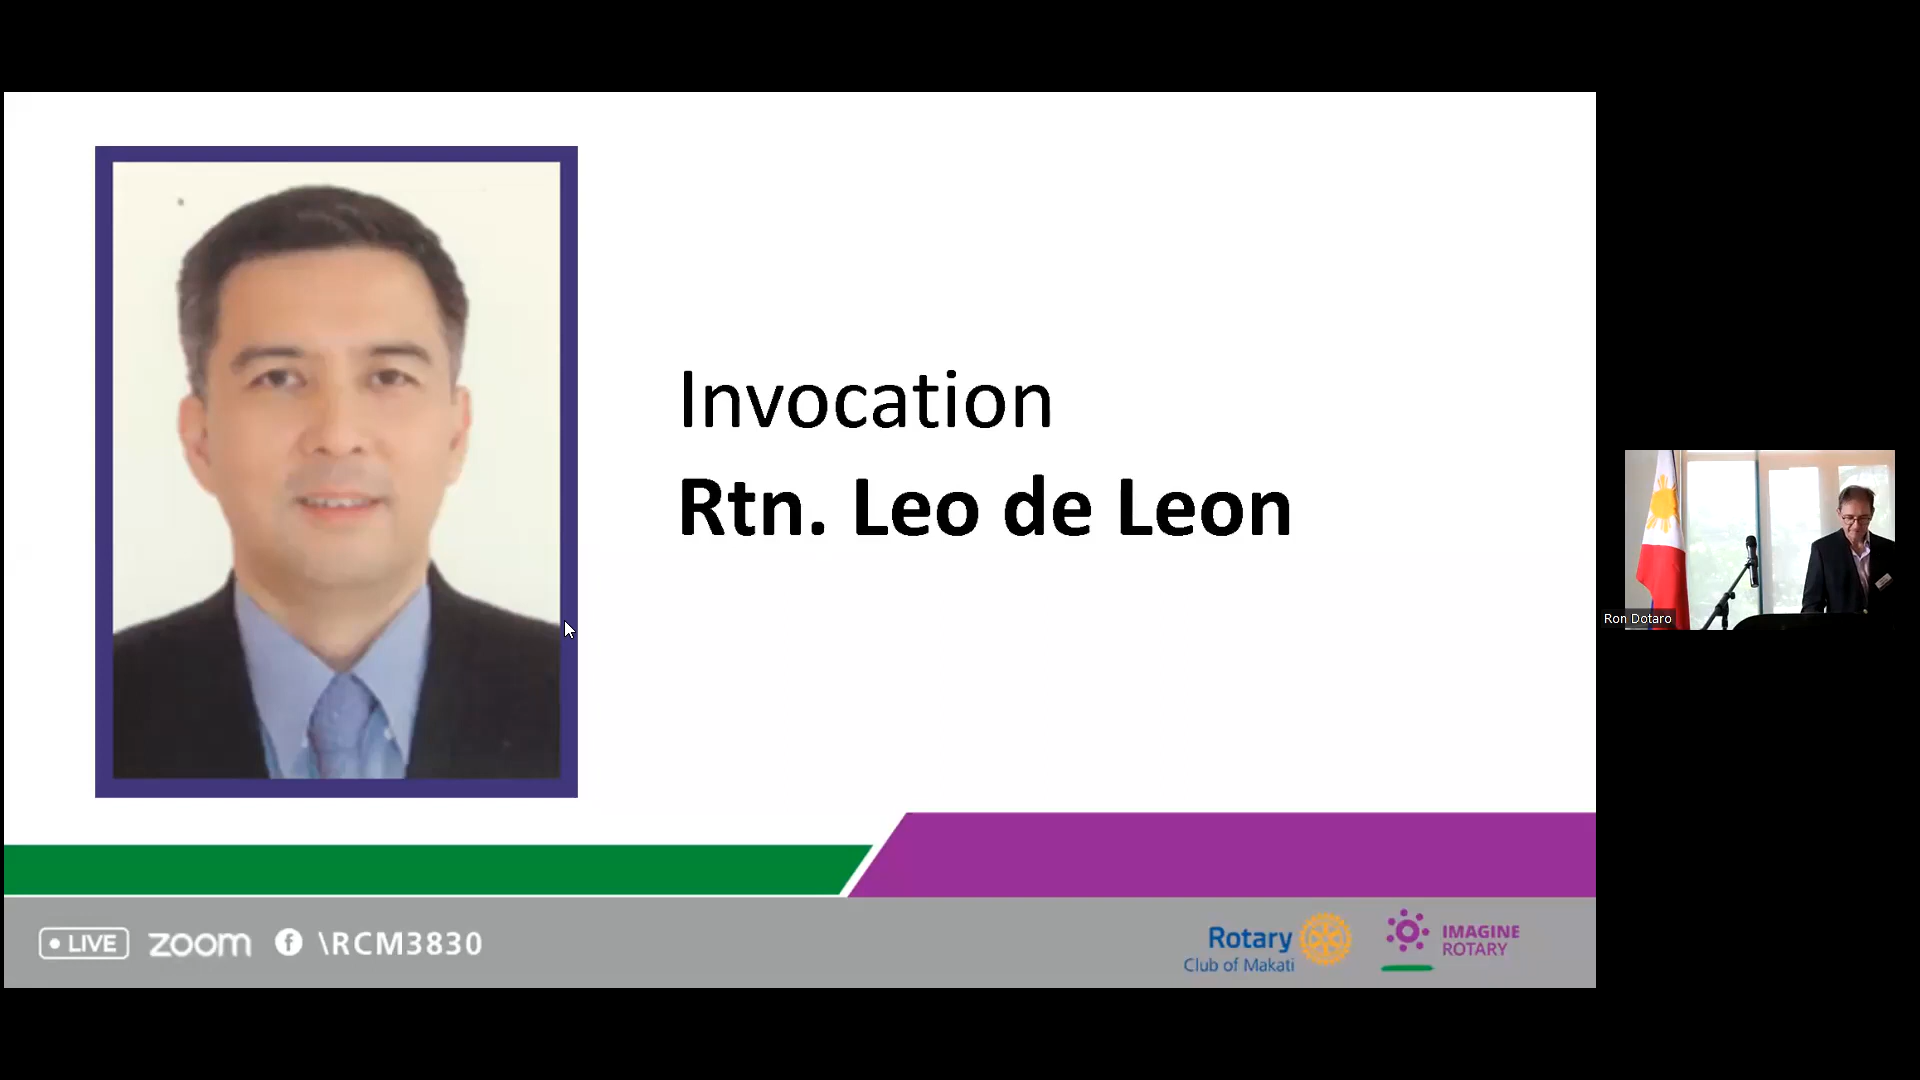 Invocation
Rtn. Leo de Leon
Ron Dotaro
LIVE zoom f \RCM3830
Rotary
Club of Makati
IMAGINE
ROTARY